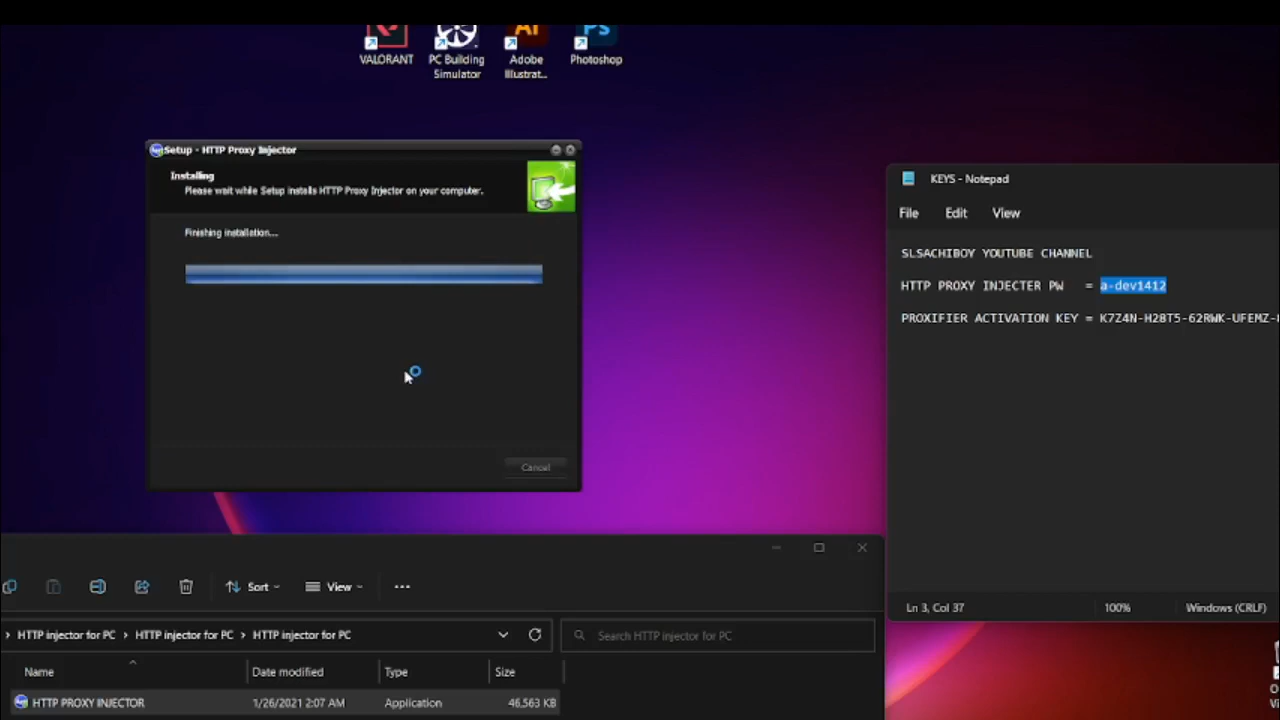 VALORANT
PC Building
Simulator
Adobe
Illustrat...
Photoshop
Setup - HTTP Proxy Injector
Installing
Please wait while Setup installs HTTP Proxy Injector on your computer.
Finishing installation...
Cancel
KEYS - Notepad
File Edit View
SLSACHIBOY YOUTUBE CHANNEL
HTTP PROXY INJECTER PW = a-dev1412
PROXIFIER ACTIVATION KEY = K7Z4N-H28T5-62RWK-UFEMZ-
Ln 3, Col 37 100% Windows (CRLF)
Sort View ...
HTTP injector for PC > HTTP injector for PC > HTTP injector for PC
Search HTTP injector for PC
Name Date modified Type Size
HTTP PROXY INJECTOR 1/26/2021 2:07 AM Application 46,563 KB